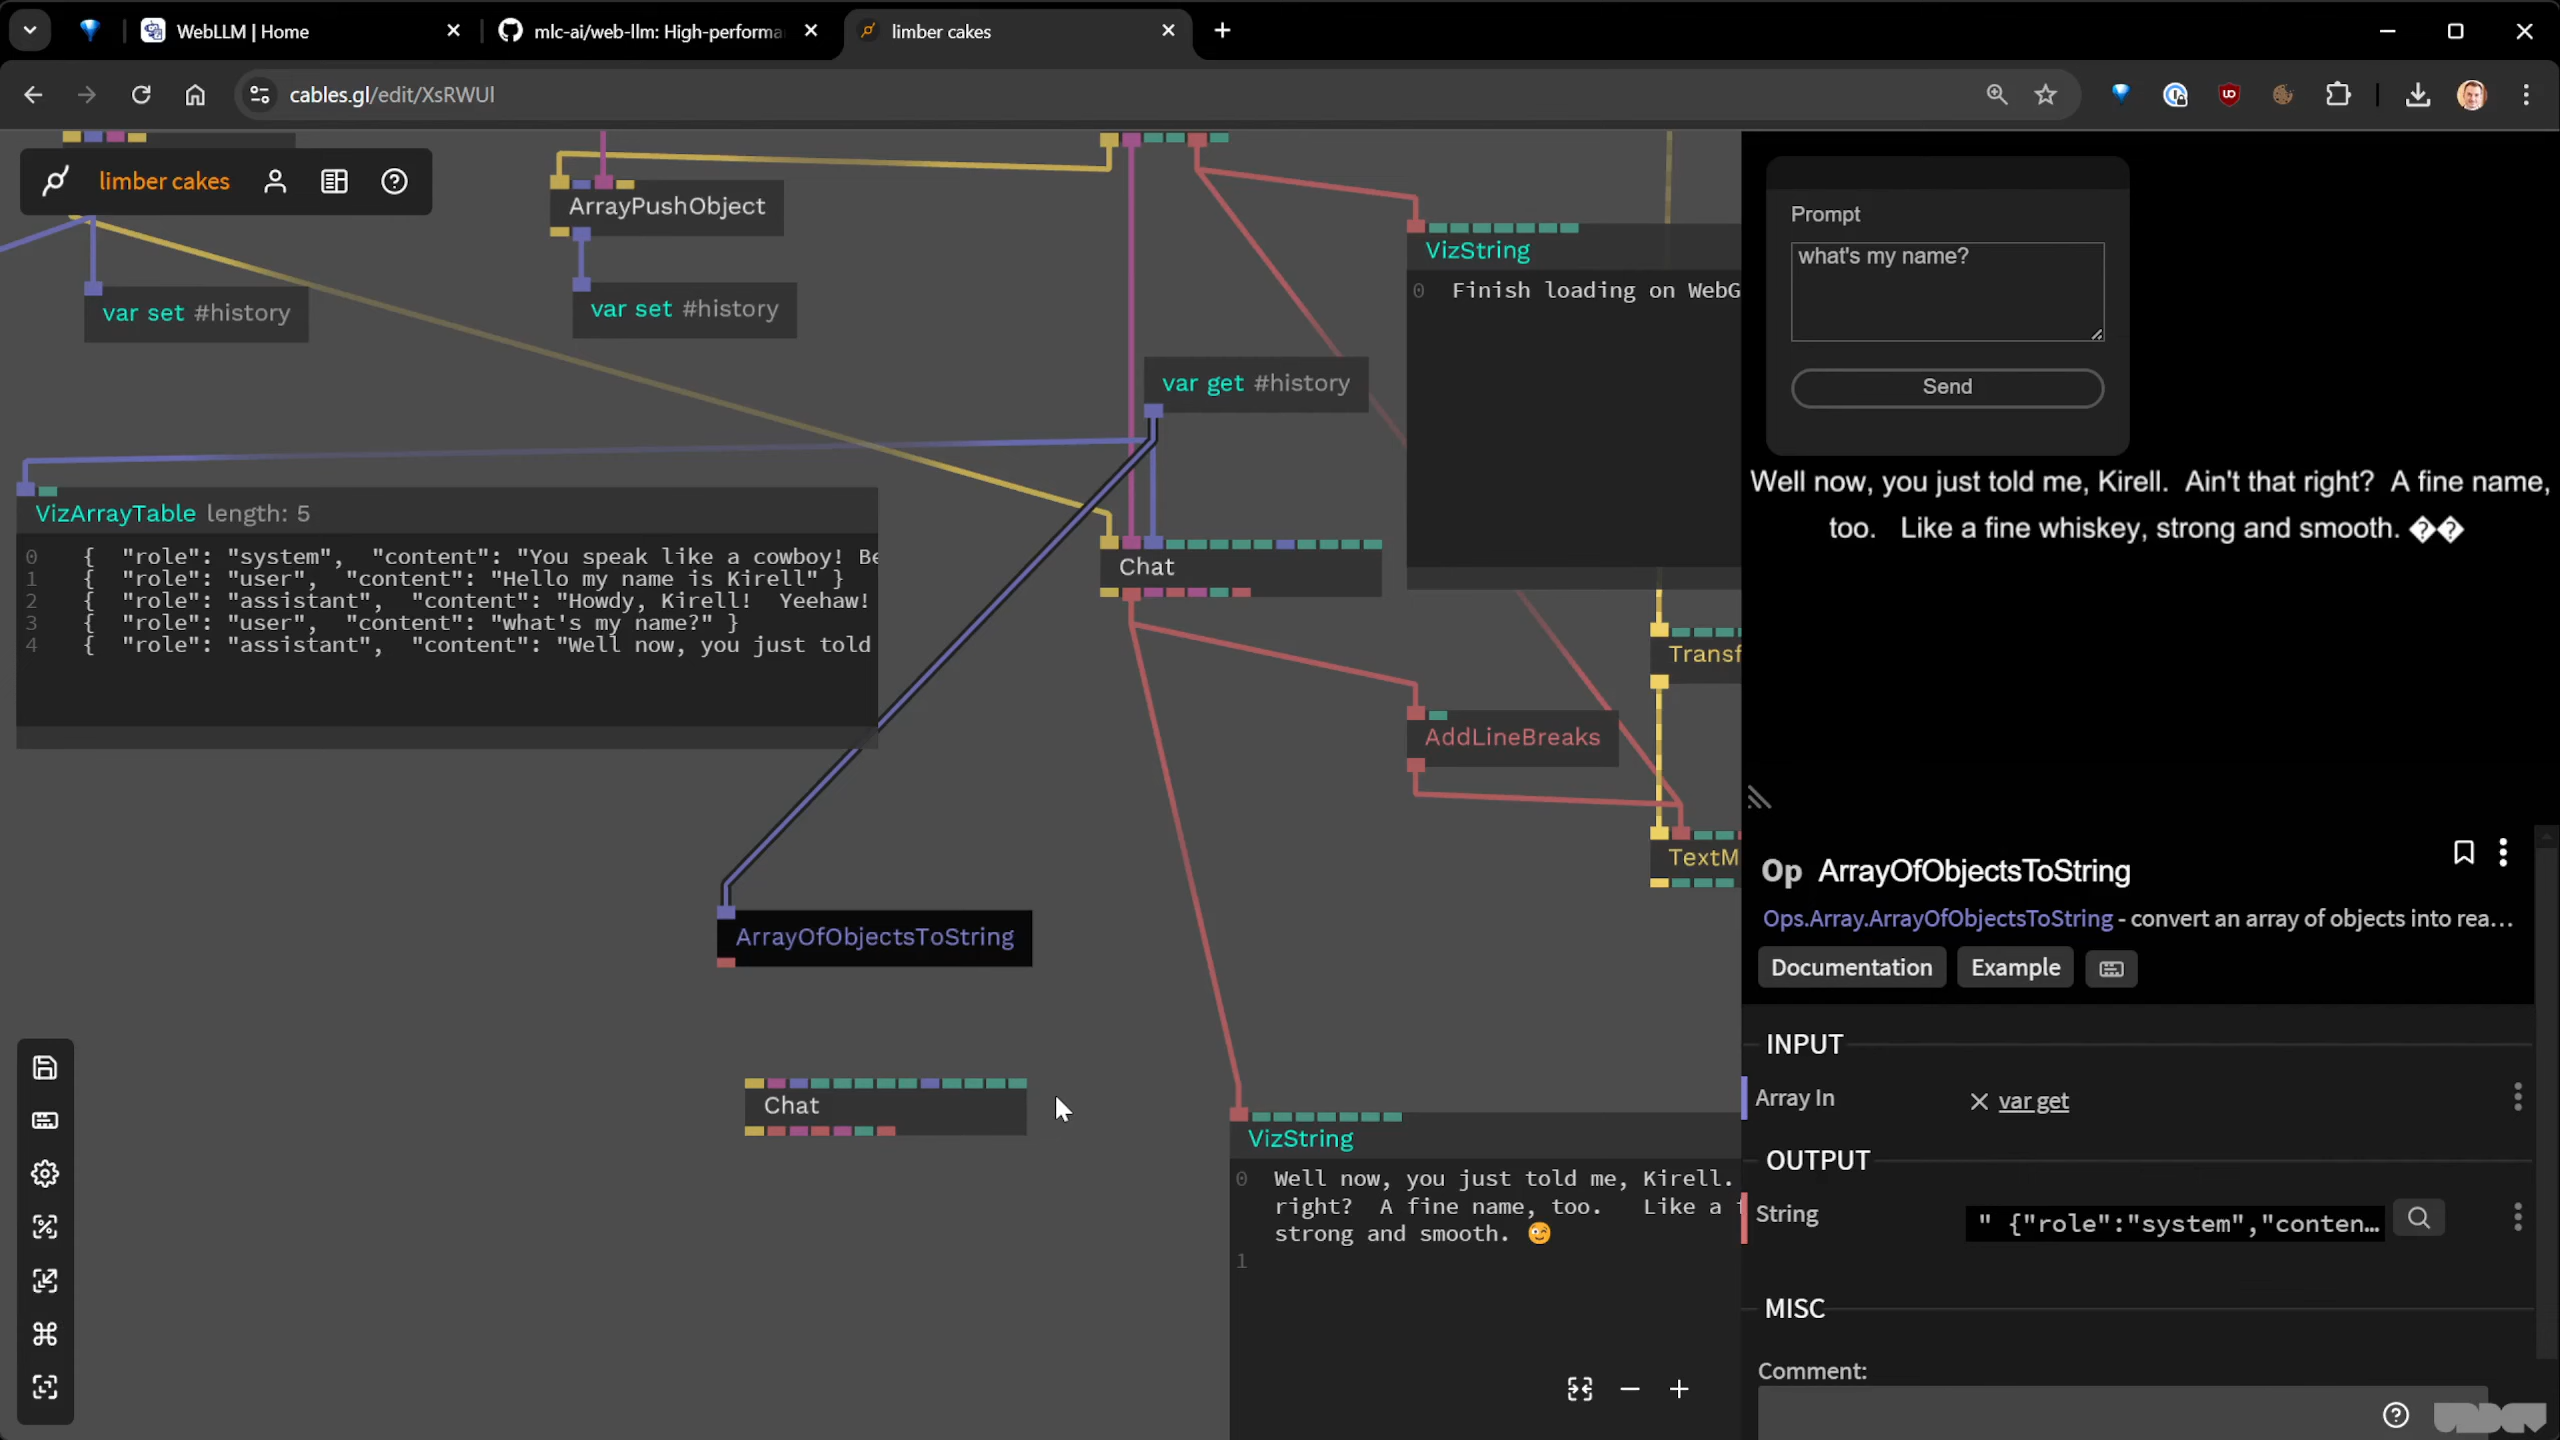 WebLLM | Home
mlc-ai/web-llm: High-performa
limber cakes
cables.gl/edit/XsRWUl
limber cakes
ArrayPushObject
var set #history
var set #history
VizString
0 Finish loading on WebG
var get #history
VizArrayTable length: 5
0 { "role": "system", "content": "You speak like a cowboy! Be
1 { "role": "user", "content": "Hello my name is Kirell" }
2 { "role": "assistant", "content": "Howdy, Kirell! Yeehaw!
3 { "role": "user", "content": "what's my name?" }
4 { "role": "assistant", "content": "Well now, you just told
Chat
Transf
AddLineBreaks
TextM
ArrayOfObjectsToString
Chat
VizString
0 Well now, you just told me, Kirell.
right? A fine name, too. Like a f
strong and smooth. 😉
1
Prompt
what's my name?
Send
Well now, you just told me, Kirell. Ain't that right? A fine name,
too. Like a fine whiskey, strong and smooth. ��
Op ArrayOfObjectsToString
Ops.Array.ArrayOfObjectsToString - convert an array of objects into rea…
Documentation
Example
INPUT
Array In
var get
OUTPUT
String
" {"role":"system","conten…
MISC
Comment:
UNDEV